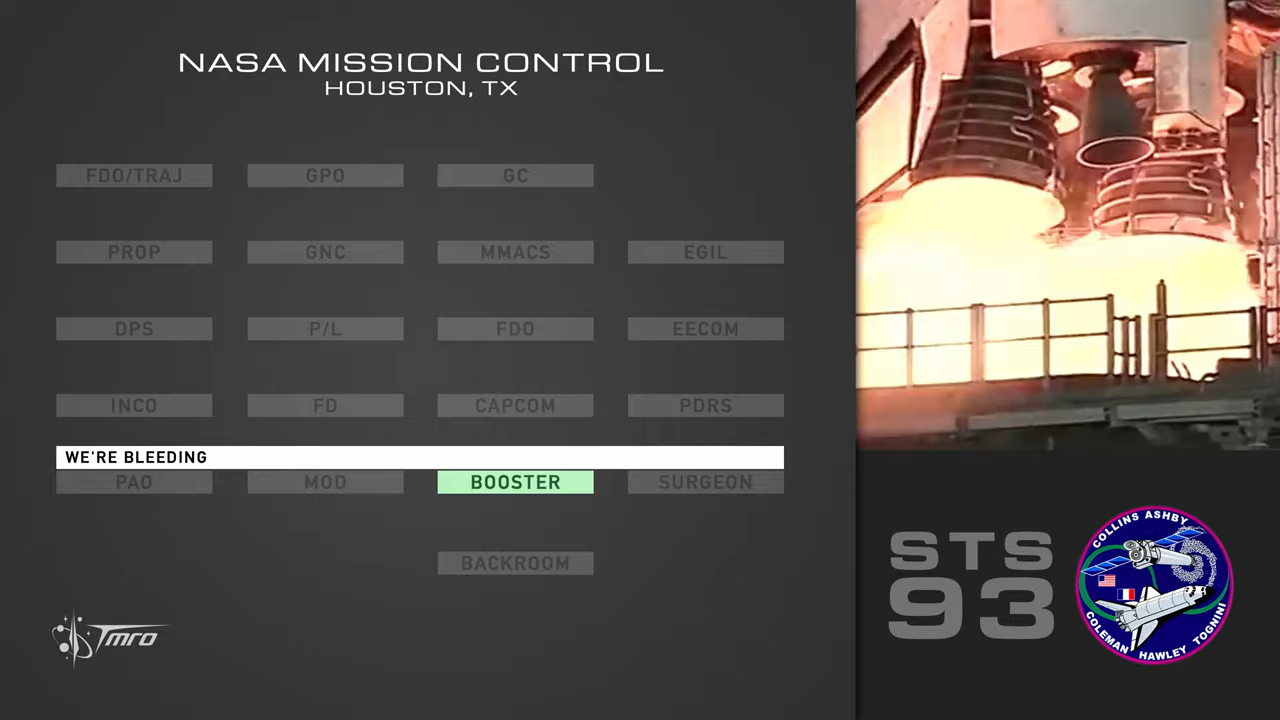 NASA MISSION CONTROL
HOUSTON, TX
FDO/TRAJ GPO GC
PROP GNC MMACS EGIL
DPS P/L FDO EECOM
INCO FD CAPCOM PDRS
WE'RE BLEEDING
PAO MOD BOOSTER SURGEON
BACKROOM
TMRO
STS
93
COLLINS ASHBY
COLEMAN HAWLEY TOGNINI